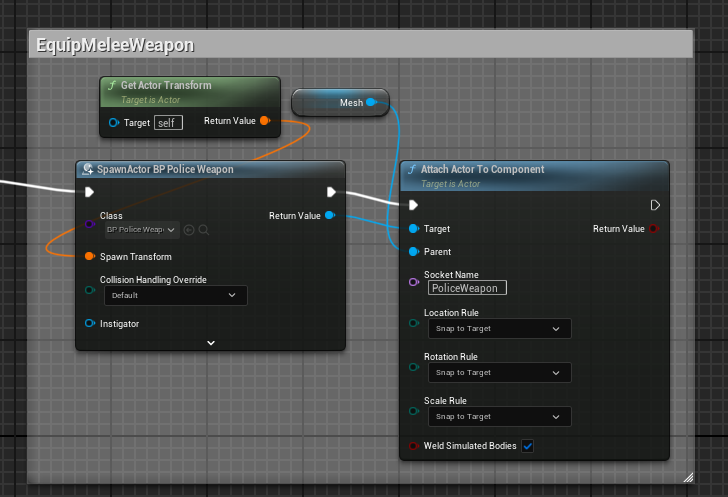 EquipMeleeWeapon
f Get Actor Transform
Target is Actor
Target self
Return Value
Mesh
SpawnActor BP Police Weapon
Class
BP Police Weap
Return Value
Spawn Transform
Collision Handling Override
Default
Instigator
f Attach Actor To Component
Target is Actor
Target
Return Value
Parent
Socket Name
PoliceWeapon
Location Rule
Snap to Target
Rotation Rule
Snap to Target
Scale Rule
Snap to Target
Weld Simulated Bodies